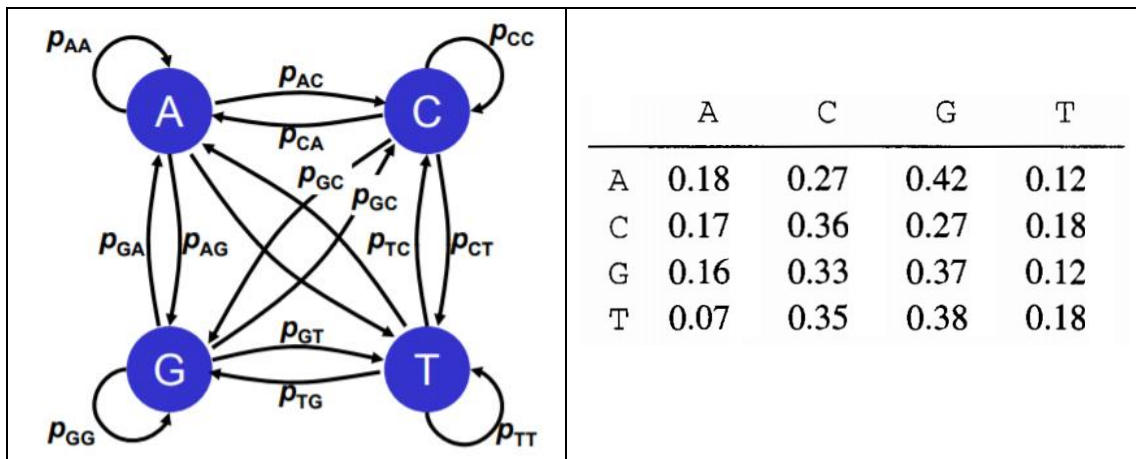 pAA
pCC
A
pAC
C
pCA
pGC
pGC
pGA
pAG
pTC
pCT
G
pGT
T
pTG
pGG
pTT
A C G T
A 0.18 0.27 0.42 0.12
C 0.17 0.36 0.27 0.18
G 0.16 0.33 0.37 0.12
T 0.07 0.35 0.38 0.18